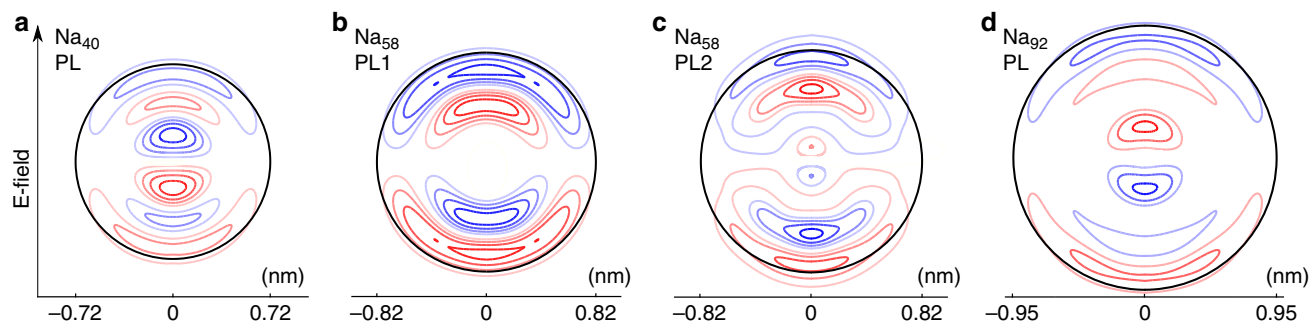 a
Na₄₀
PL
b
Na₅₈
PL1
c
Na₅₈
PL2
d
Na₉₂
PL
E-field
(nm)
(nm)
(nm)
(nm)
−0.72 0 0.72
−0.82 0 0.82
−0.82 0 0.82
−0.95 0 0.95